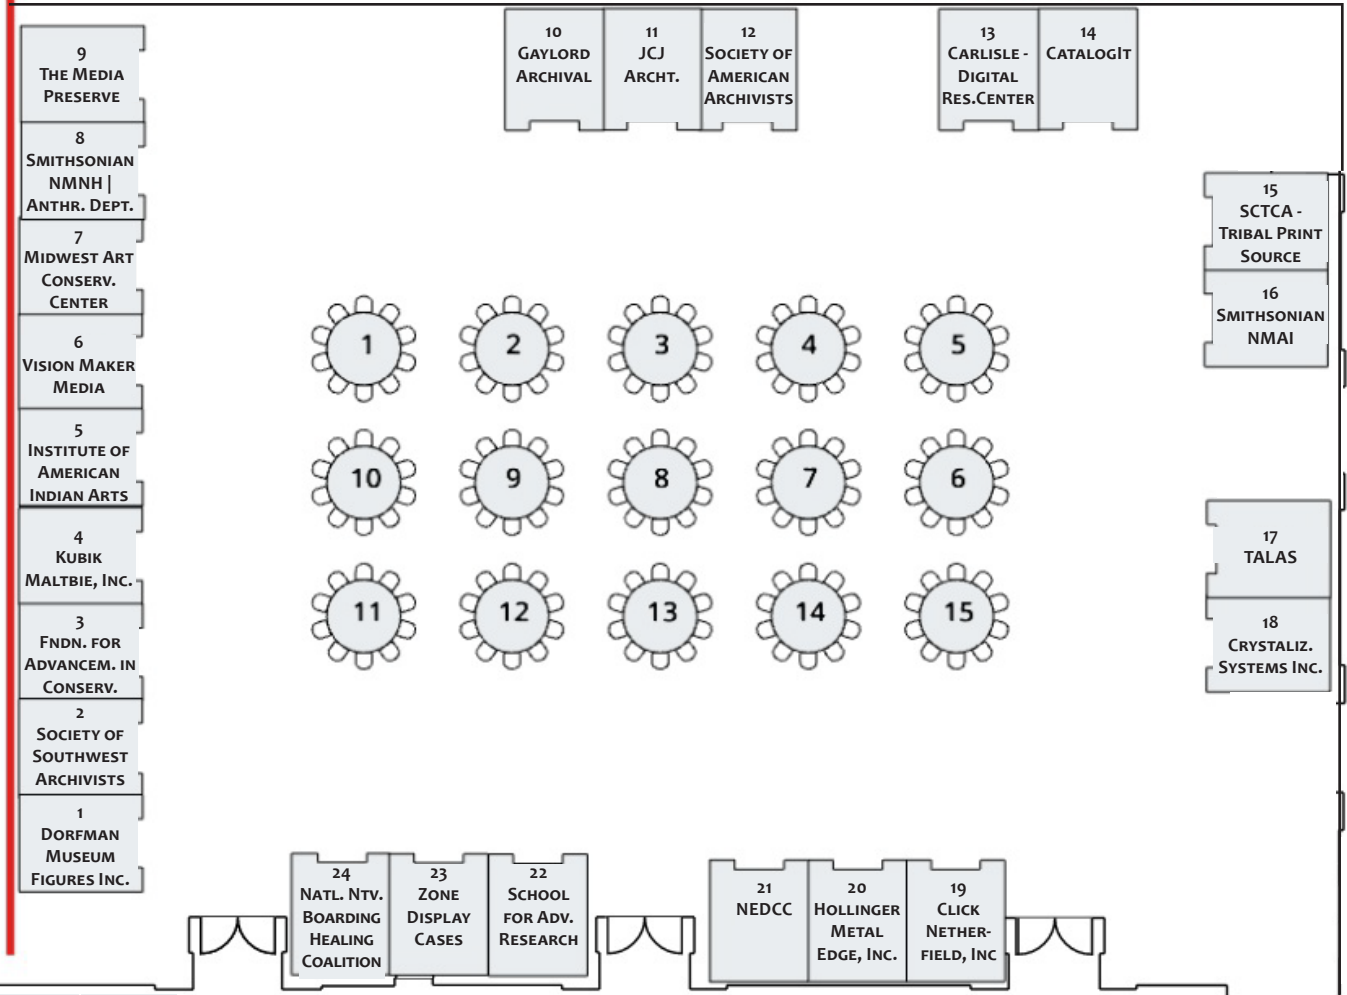 9
The Media
Preserve
8
Smithsonian
NMNH |
Anthr. Dept.
7
Midwest Art
Conserv.
Center
6
Vision Maker
Media
5
Institute of
American
Indian Arts
4
Kubik
Maltbie, Inc.
3
Fndn. for
Advancem. in
Conserv.
2
Society of
Southwest
Archivists
1
Dorfman
Museum
Figures Inc.
10
Gaylord
Archival
11
JCJ
Archt.
12
Society of
American
Archivists
13
Carlisle -
Digital
Res.Center
14
CatalogIt
15
SCTCA -
Tribal Print
Source
16
Smithsonian
NMAI
17
TALAS
18
Crystaliz.
Systems Inc.
1
2
3
4
5
10
9
8
7
6
11
12
13
14
15
24
Natl. Ntv.
Boarding
Healing
Coalition
23
Zone
Display
Cases
22
School
for Adv.
Research
21
NEDCC
20
Hollinger
Metal
Edge, Inc.
19
Click
Nether-
field, Inc